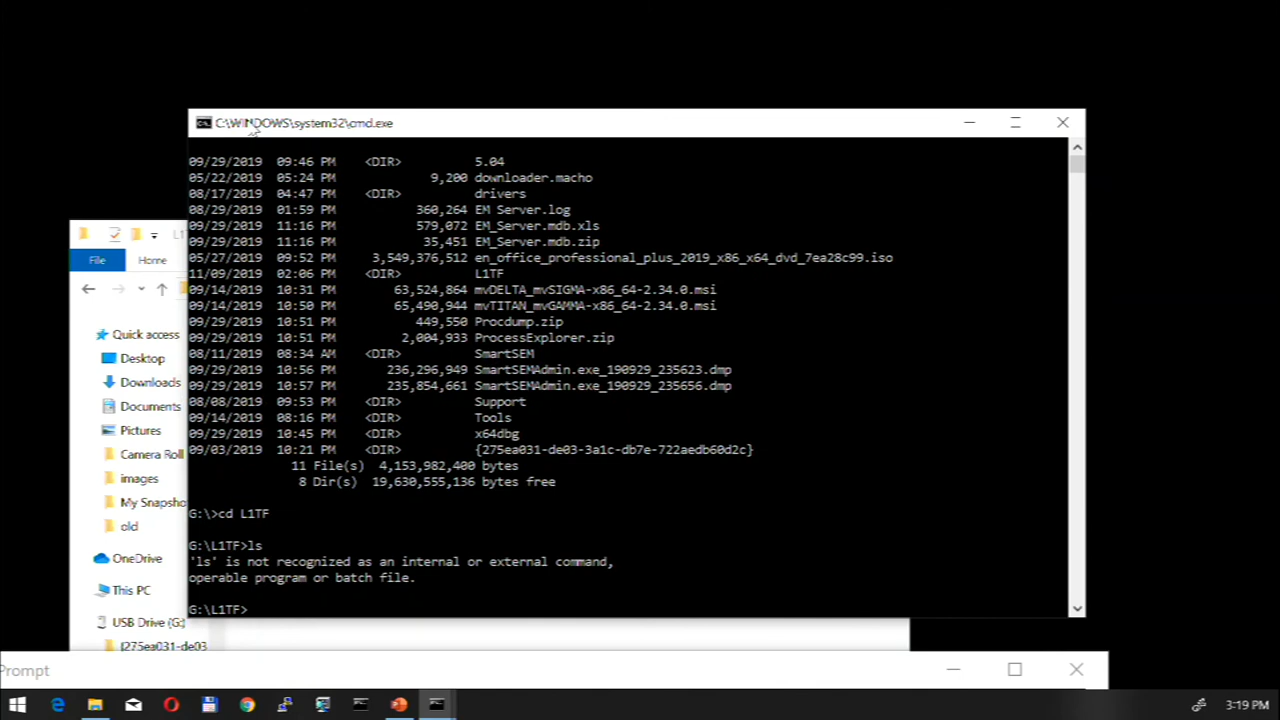 C:\WINDOWS\system32\cmd.exe
09/29/2019 09:46 PM <DIR> 5.04
05/22/2019 05:24 PM 9,200 downloader.macho
08/17/2019 04:47 PM <DIR> drivers
08/29/2019 01:59 PM 360,264 EM Server.log
09/29/2019 11:16 PM 579,072 EM_Server.mdb.xls
09/29/2019 11:16 PM 35,451 EM_Server.mdb.zip
05/27/2019 09:52 PM 3,549,376,512 en_office_professional_plus_2019_x86_x64_dvd_7ea28c99.iso
11/09/2019 02:06 PM <DIR> L1TF
09/14/2019 10:31 PM 63,524,864 mvDELTA_mvSIGMA-x86_64-2.34.0.msi
09/14/2019 10:50 PM 65,490,944 mvTITAN_mvGAMMA-x86_64-2.34.0.msi
09/29/2019 10:51 PM 449,550 Procdump.zip
09/29/2019 10:51 PM 2,004,933 ProcessExplorer.zip
08/11/2019 08:34 AM <DIR> SmartSEM
09/29/2019 10:56 PM 236,296,949 SmartSEMAdmin.exe_190929_235623.dmp
09/29/2019 10:57 PM 235,854,661 SmartSEMAdmin.exe_190929_235656.dmp
08/08/2019 09:53 PM <DIR> Support
09/14/2019 08:16 PM <DIR> Tools
09/29/2019 10:45 PM <DIR> x64dbg
09/03/2019 10:21 PM <DIR> {275ea031-de03-3a1c-db7e-722aedb60d2c}
11 File(s) 4,153,982,400 bytes
8 Dir(s) 19,630,555,136 bytes free
G:\>cd L1TF
G:\L1TF>ls
'ls' is not recognized as an internal or external command,
operable program or batch file.
G:\L1TF>
File Home
Quick access
Desktop
Downloads
Documents
Pictures
Camera Roll
images
My Snapsho
old
OneDrive
This PC
USB Drive (G:)
{275ea031-de03
Prompt
3:19 PM